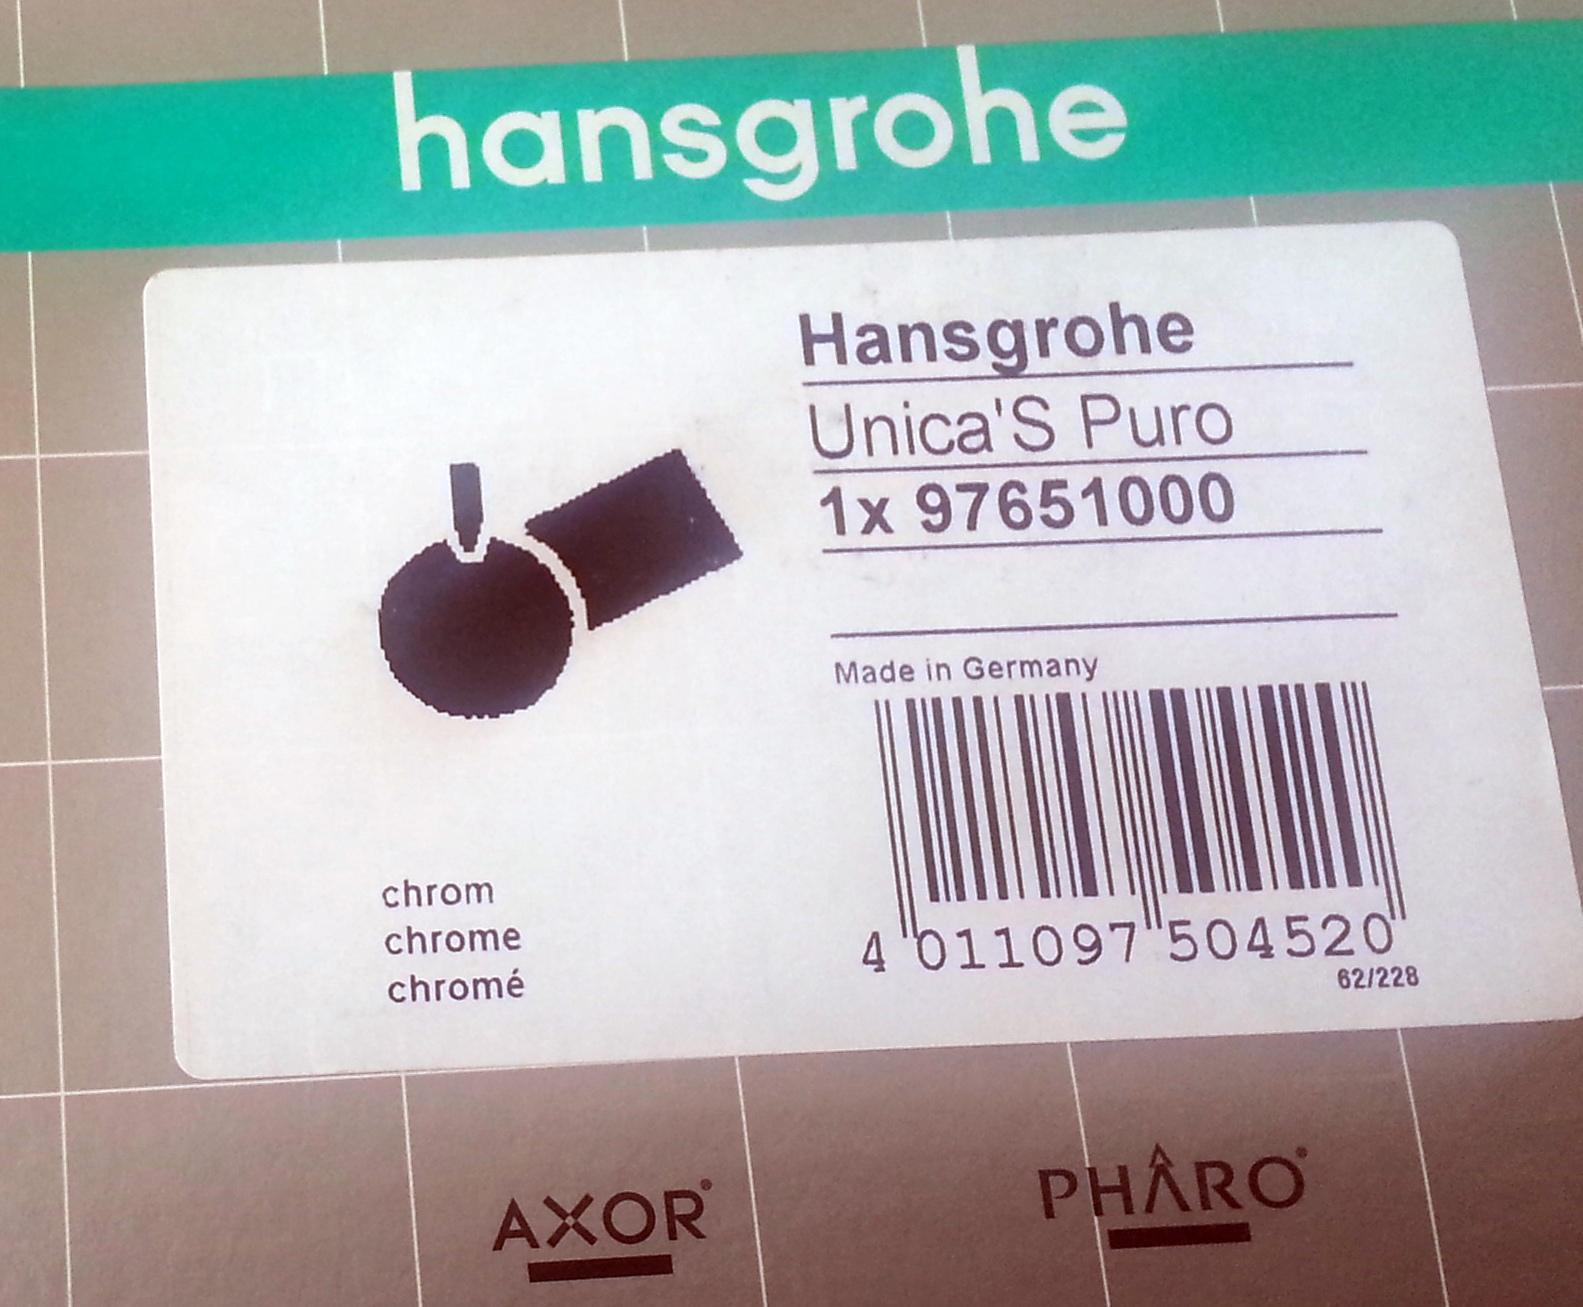 hansgrohe
Hansgrohe
Unica'S Puro
1x 97651000
Made in Germany
4 011097 504520
62/228
chrom
chrome
chromé
AXOR®
PHÂRO®